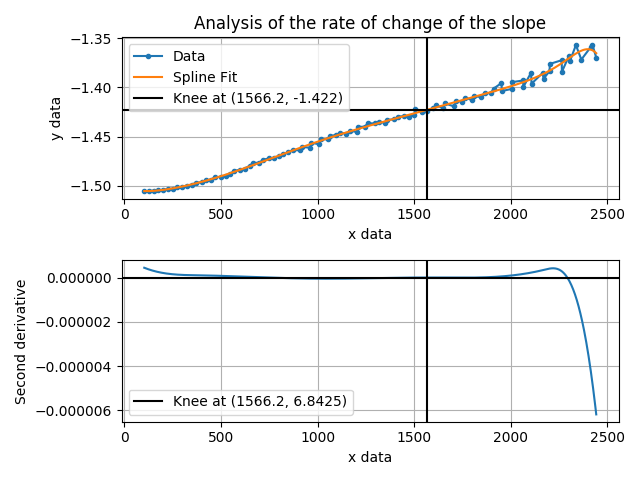 Analysis of the rate of change of the slope
−1.35
−1.40
−1.45
−1.50
y data
Data
Spline Fit
Knee at (1566.2, -1.422)
0 500 1000 1500 2000 2500
x data
0.000000
−0.000002
−0.000004
−0.000006
Second derivative
Knee at (1566.2, 6.8425)
0 500 1000 1500 2000 2500
x data